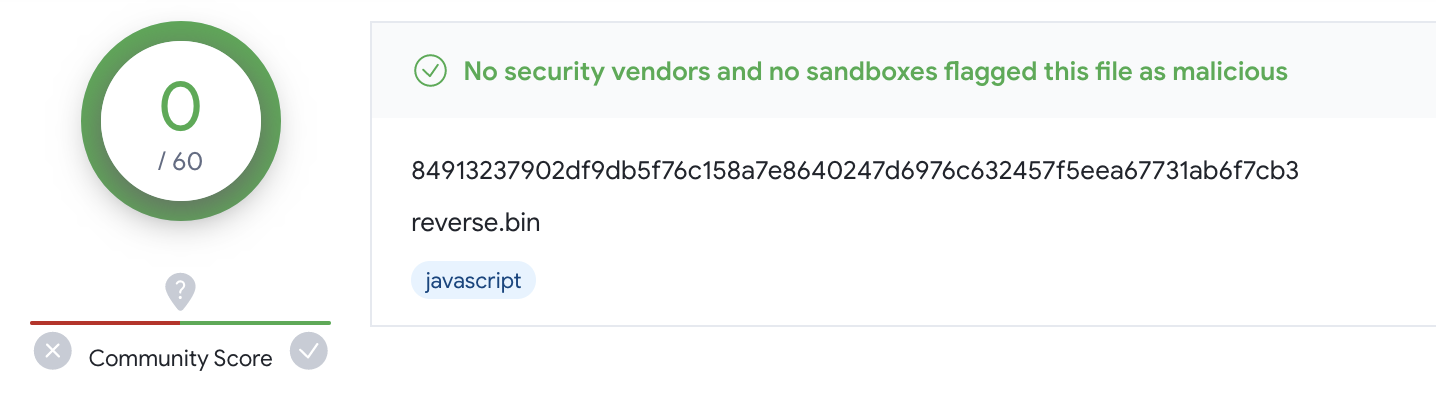 0
/ 60
Community Score
No security vendors and no sandboxes flagged this file as malicious
84913237902df9db5f76c158a7e8640247d6976c632457f5eea67731ab6f7cb3
reverse.bin
javascript